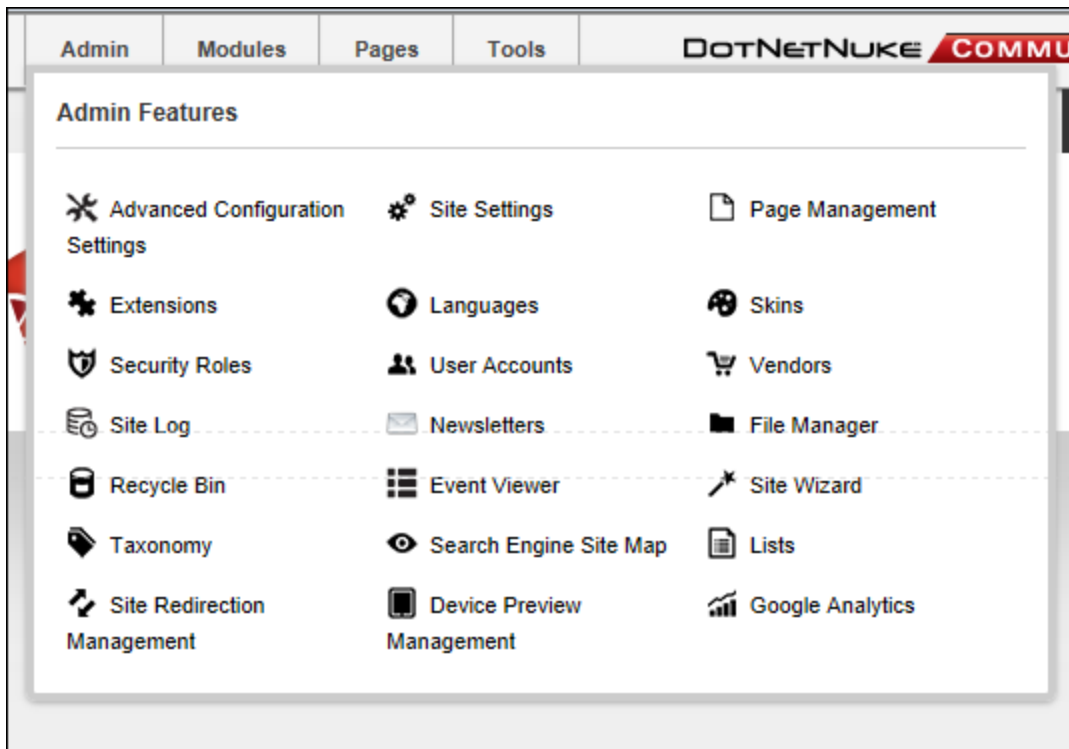 Admin Modules Pages Tools DotNetNuke COMMU
Admin Features
Advanced Configuration Site Settings Page Management
Settings
Extensions Languages Skins
Security Roles User Accounts Vendors
Site Log Newsletters File Manager
Recycle Bin Event Viewer Site Wizard
Taxonomy Search Engine Site Map Lists
Site Redirection Device Preview Google Analytics
Management Management